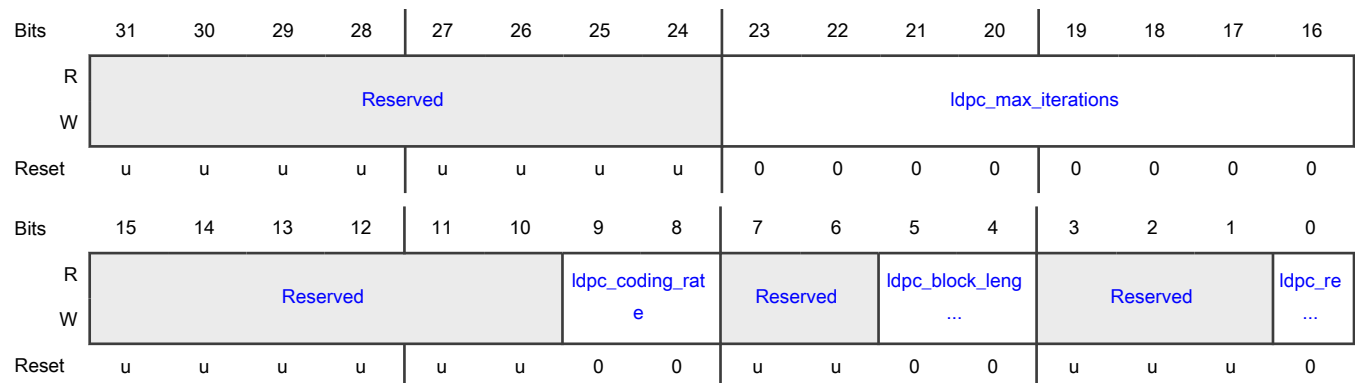 Bits 31 30 29 28 27 26 25 24 23 22 21 20 19 18 17 16
R
Reserved ldpc_max_iterations
W
Reset u u u u u u u u 0 0 0 0 0 0 0 0
Bits 15 14 13 12 11 10 9 8 7 6 5 4 3 2 1 0
R ldpc_coding_rat ldpc_block_leng ldpc_re
Reserved Reserved Reserved
W e ... ...
Reset u u u u u u 0 0 u u 0 0 u u u 0